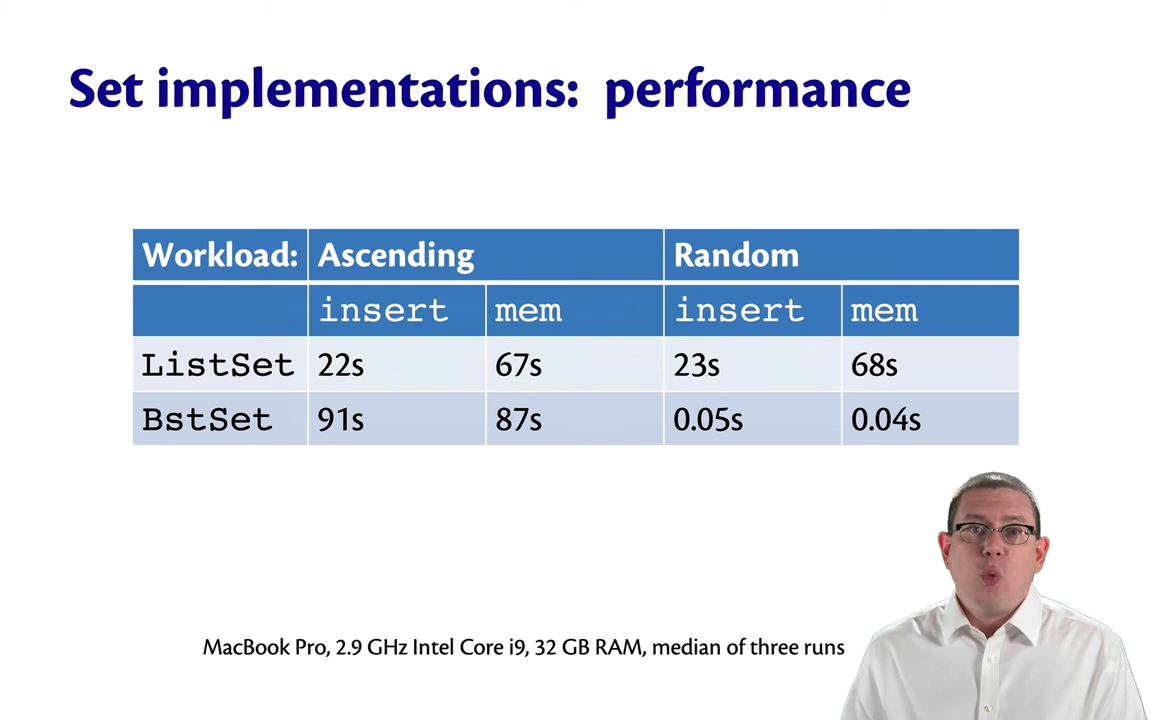 Set implementations: performance
Workload: Ascending Random
insert mem insert mem
ListSet 22s 67s 23s 68s
BstSet 91s 87s 0.05s 0.04s
MacBook Pro, 2.9 GHz Intel Core i9, 32 GB RAM, median of three runs